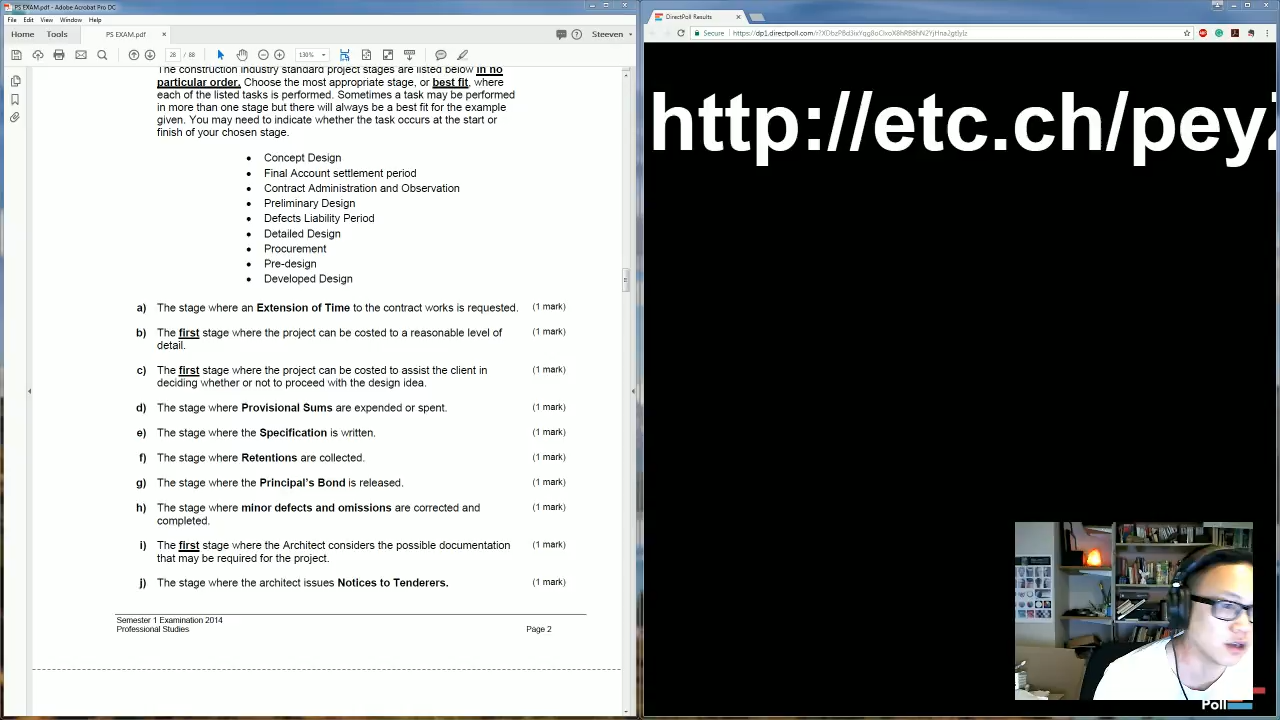 PS EXAM.pdf - Adobe Acrobat Pro DC
File Edit View Window Help
Home Tools PS EXAM.pdf × Steeven
28 / 88 130%
The construction industry standard project stages are listed below in no
particular order. Choose the most appropriate stage, or best fit, where
each of the listed tasks is performed. Sometimes a task may be performed
in more than one stage but there will always be a best fit for the example
given. You may need to indicate whether the task occurs at the start or
finish of your chosen stage.
• Concept Design
• Final Account settlement period
• Contract Administration and Observation
• Preliminary Design
• Defects Liability Period
• Detailed Design
• Procurement
• Pre-design
• Developed Design
a) The stage where an Extension of Time to the contract works is requested. (1 mark)
b) The first stage where the project can be costed to a reasonable level of (1 mark)
detail.
c) The first stage where the project can be costed to assist the client in (1 mark)
deciding whether or not to proceed with the design idea.
d) The stage where Provisional Sums are expended or spent. (1 mark)
e) The stage where the Specification is written. (1 mark)
f) The stage where Retentions are collected. (1 mark)
g) The stage where the Principal's Bond is released. (1 mark)
h) The stage where minor defects and omissions are corrected and (1 mark)
completed.
i) The first stage where the Architect considers the possible documentation (1 mark)
that may be required for the project.
j) The stage where the architect issues Notices to Tenderers. (1 mark)
Semester 1 Examination 2014
Professional Studies Page 2
DirectPoll Results
Secure
http://etc.ch/pey
Poll